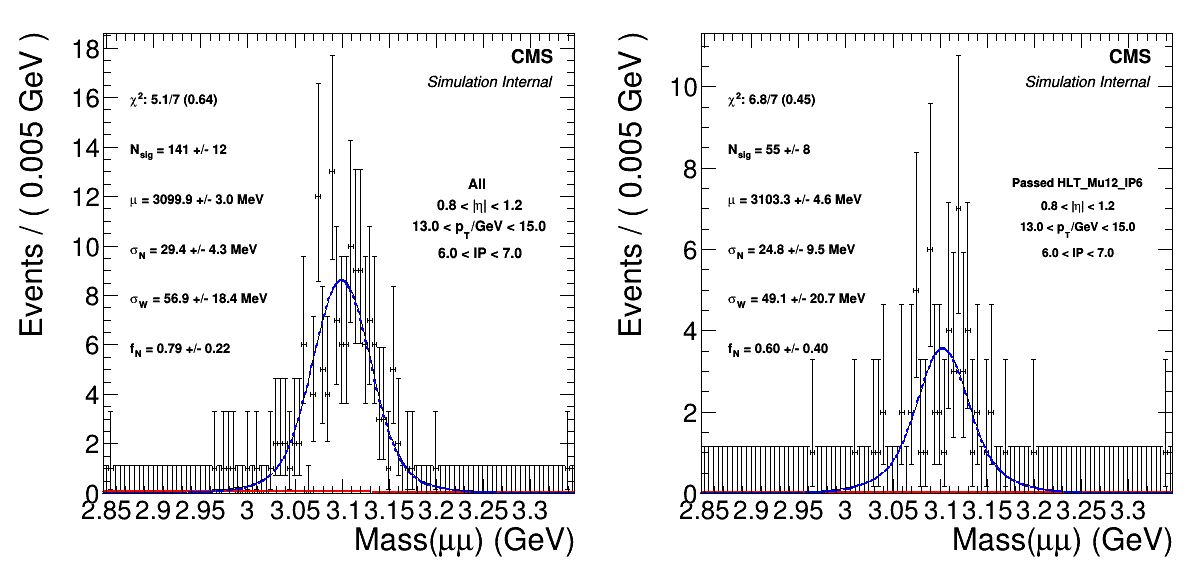 CMS
Simulation Internal
χ²: 5.1/7 (0.64)
N_sig = 141 +/- 12
μ = 3099.9 +/- 3.0 MeV
σ_N = 29.4 +/- 4.3 MeV
σ_W = 56.9 +/- 18.4 MeV
f_N = 0.79 +/- 0.22
All
0.8 < |η| < 1.2
13.0 < p_T/GeV < 15.0
6.0 < IP < 7.0
Events / ( 0.005 GeV )
18
16
14
12
10
8
6
4
2
0
2.85 2.9 2.95 3 3.05 3.1 3.15 3.2 3.25 3.3
Mass(μμ) (GeV)
CMS
Simulation Internal
χ²: 6.8/7 (0.45)
N_sig = 55 +/- 8
μ = 3103.3 +/- 4.6 MeV
σ_N = 24.8 +/- 9.5 MeV
σ_W = 49.1 +/- 20.7 MeV
f_N = 0.60 +/- 0.40
Passed HLT_Mu12_IP6
0.8 < |η| < 1.2
13.0 < p_T/GeV < 15.0
6.0 < IP < 7.0
Events / ( 0.005 GeV )
10
8
6
4
2
0
2.85 2.9 2.95 3 3.05 3.1 3.15 3.2 3.25 3.3
Mass(μμ) (GeV)